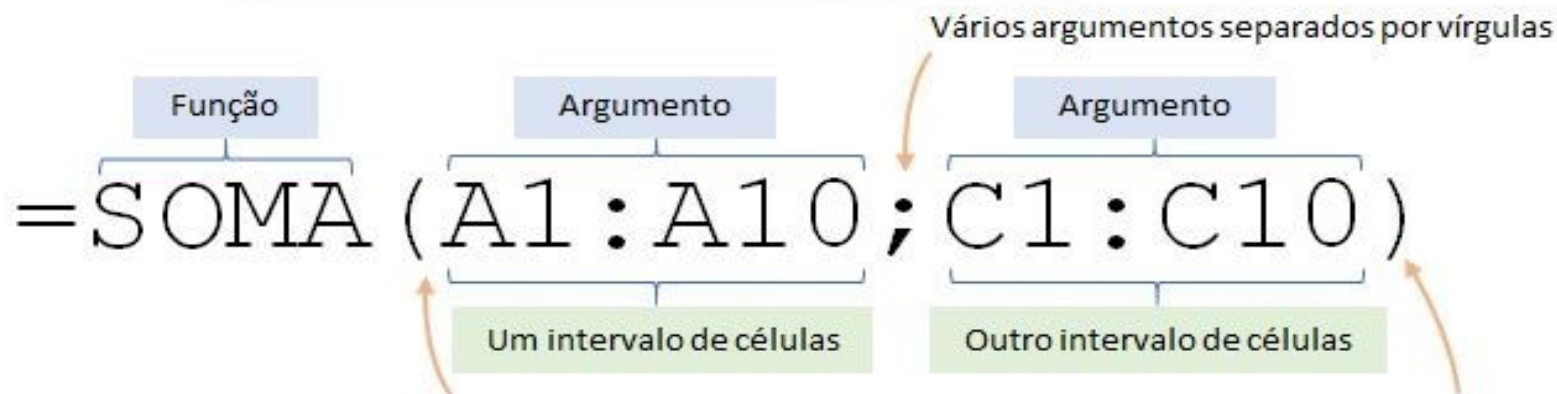 Vários argumentos separados por vírgulas
Função
Argumento
Argumento
=SOMA(A1:A10;C1:C10)
Um intervalo de células
Outro intervalo de células